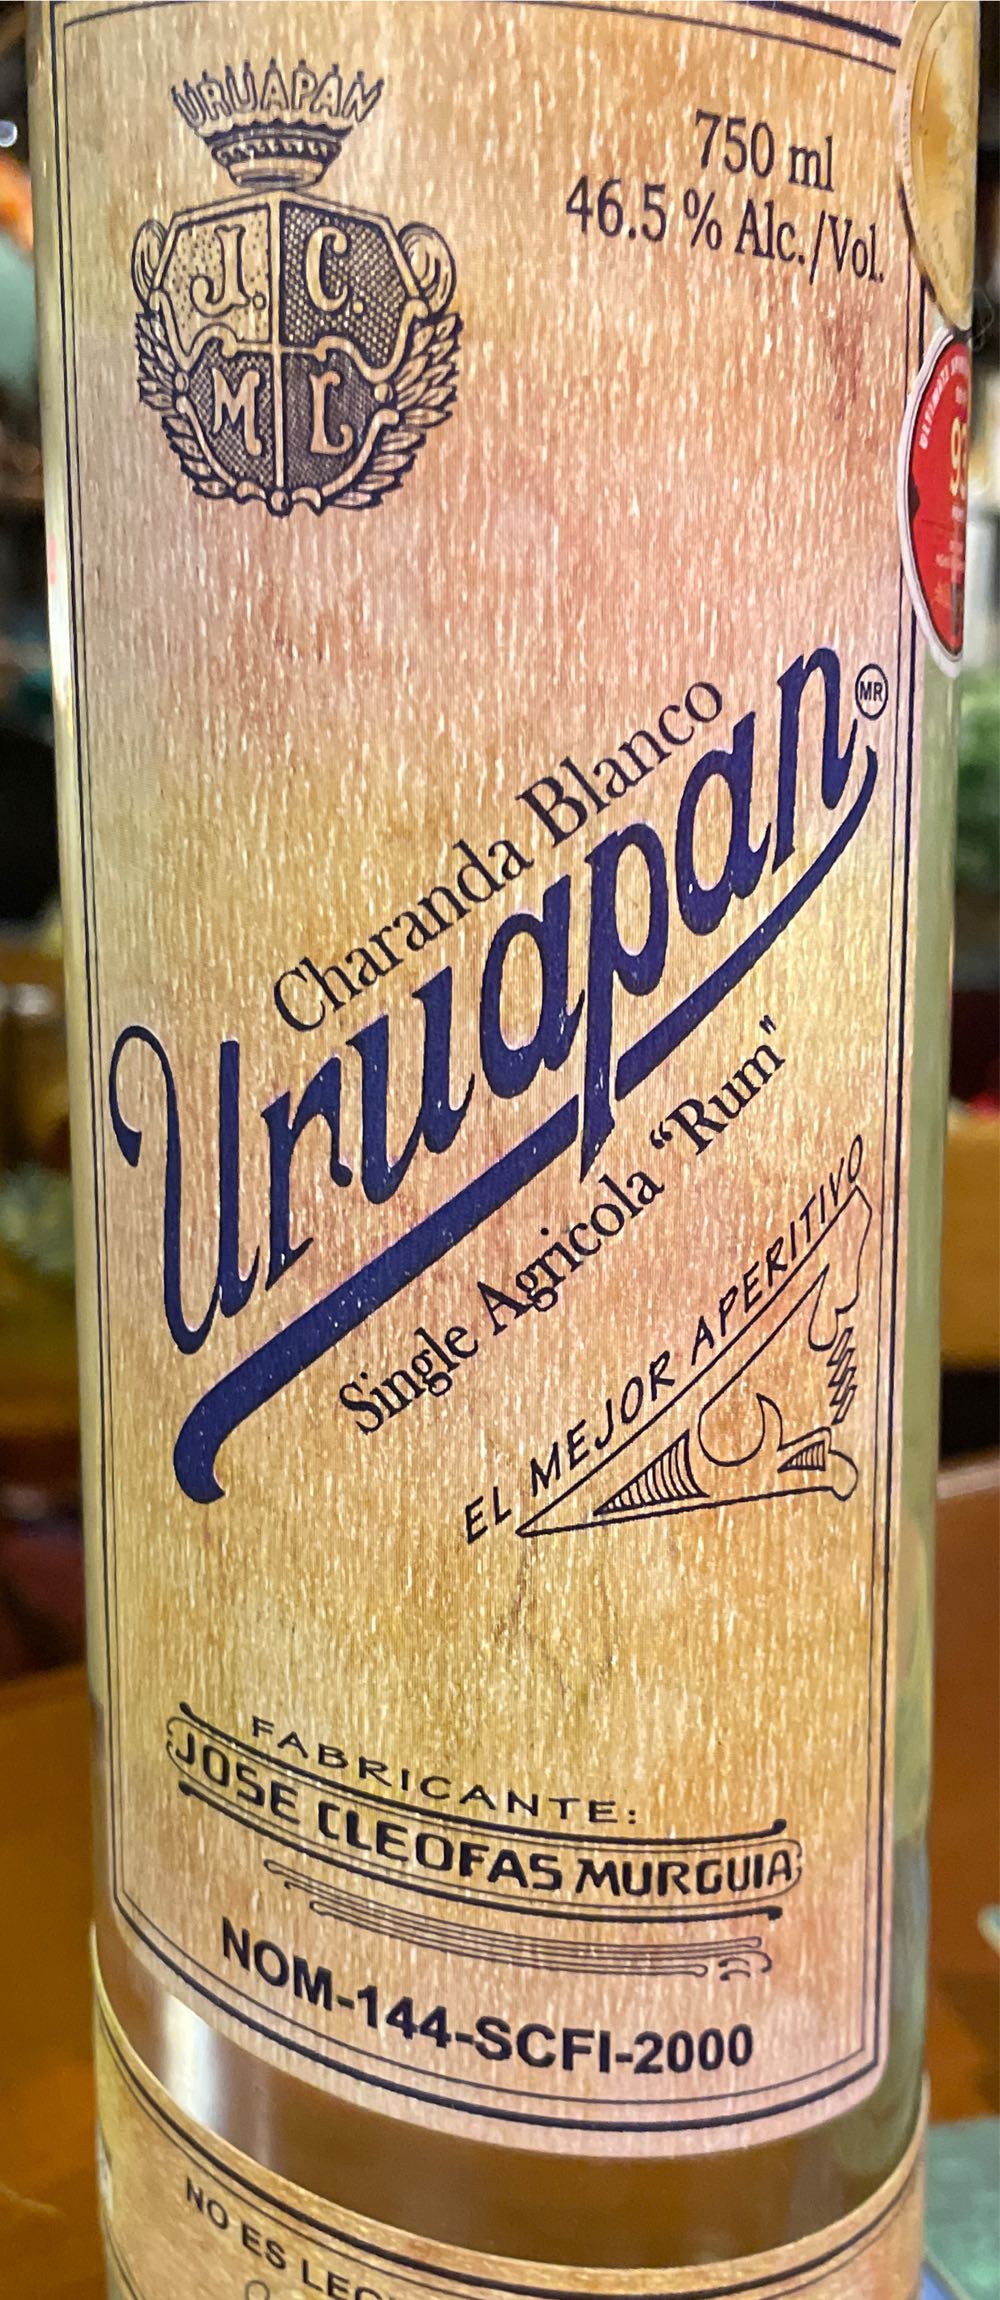 URUAPAN
J. C.
M L
750 ml
46.5 % Alc./Vol.
Charanda Blanco
Uruapan MR
Single Agricola “Rum”
EL MEJOR APERITIVO
FABRICANTE:
JOSE CLEOFAS MURGUIA
NOM-144-SCFI-2000
NO ES